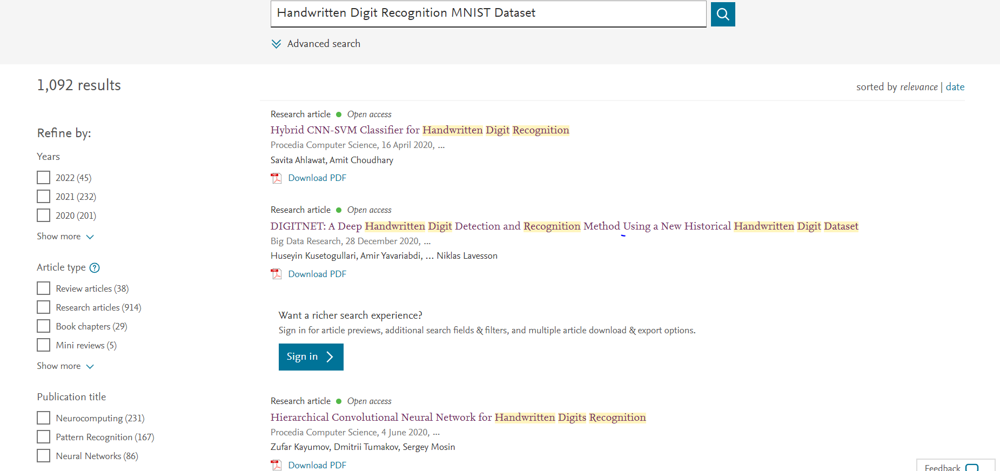 Handwritten Digit Recognition MNIST Dataset
Advanced search
1,092 results
sorted by relevance | date
Refine by:
Years
2022 (45)
2021 (232)
2020 (201)
Show more
Article type ?
Review articles (38)
Research articles (914)
Book chapters (29)
Mini reviews (5)
Show more
Publication title
Neurocomputing (231)
Pattern Recognition (167)
Neural Networks (86)
Research article Open access
Hybrid CNN-SVM Classifier for Handwritten Digit Recognition
Procedia Computer Science, 16 April 2020, ...
Savita Ahlawat, Amit Choudhary
Download PDF
Research article Open access
DIGITNET: A Deep Handwritten Digit Detection and Recognition Method Using a New Historical Handwritten Digit Dataset
Big Data Research, 28 December 2020, ...
Huseyin Kusetogullari, Amir Yavariabdi, ... Niklas Lavesson
Download PDF
Want a richer search experience?
Sign in for article previews, additional search fields & filters, and multiple article download & export options.
Sign in
Research article Open access
Hierarchical Convolutional Neural Network for Handwritten Digits Recognition
Procedia Computer Science, 4 June 2020, ...
Zufar Kayumov, Dmitrii Tumakov, Sergey Mosin
Download PDF
Feedback